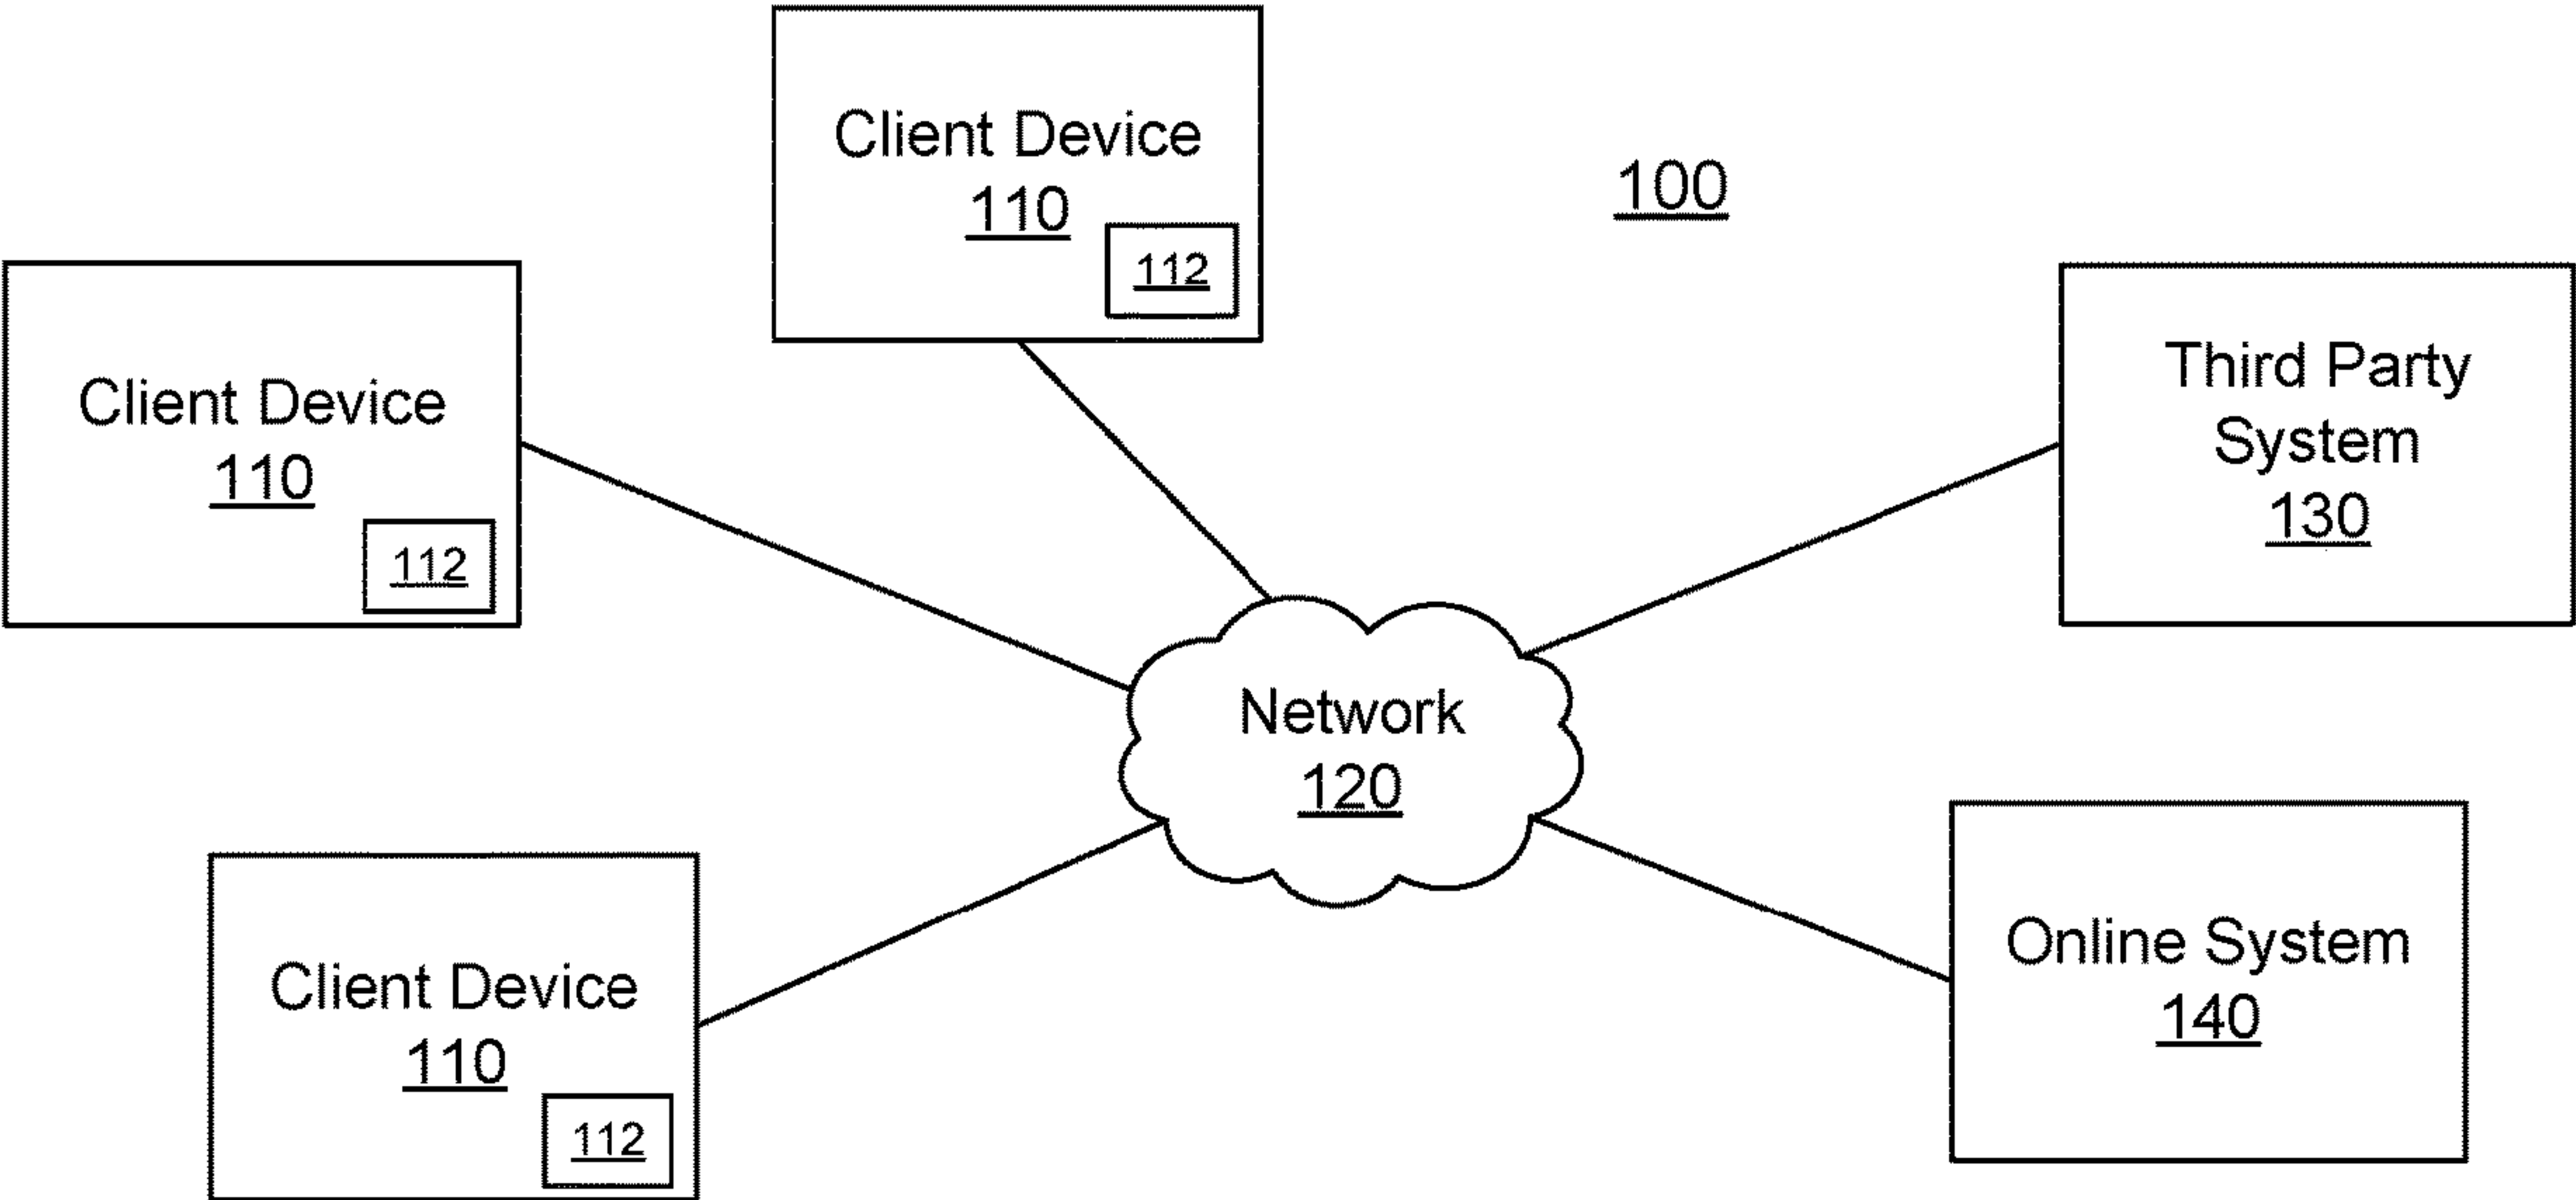 Client Device
110
112
100
Client Device
110
112
Third Party
System
130
Network
120
Client Device
110
112
Online System
140